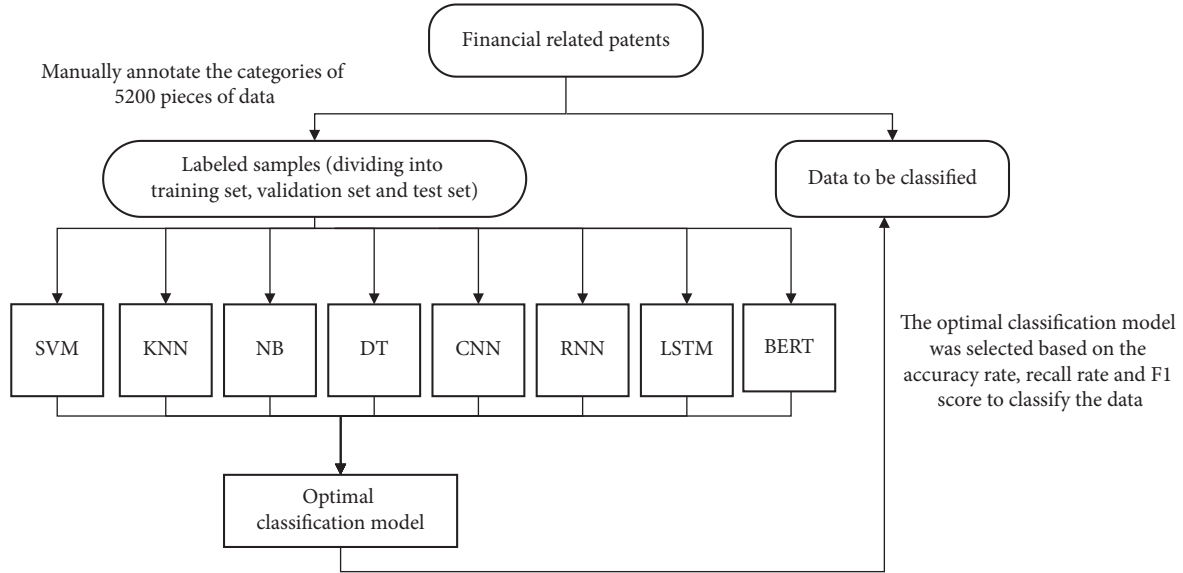 Financial related patents
Manually annotate the categories of
5200 pieces of data
Labeled samples (dividing into
training set, validation set and test set)
Data to be classified
SVM
KNN
NB
DT
CNN
RNN
LSTM
BERT
The optimal classification model
was selected based on the
accuracy rate, recall rate and F1
score to classify the data
Optimal
classification model